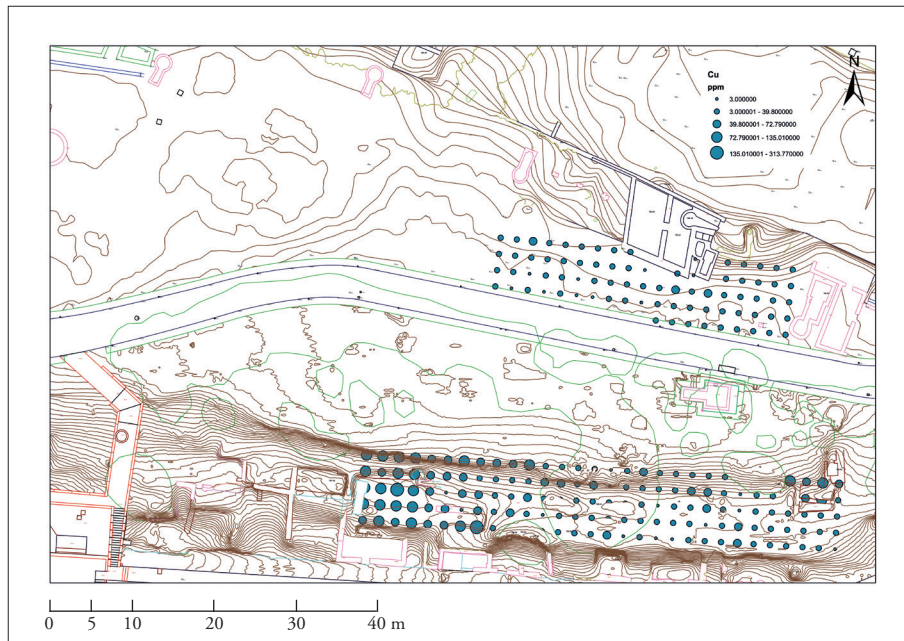 Cu
ppm
N
3.000000
3.000001 - 39.800000
39.800001 - 72.790000
72.790001 - 135.010000
135.010001 - 313.770000
0 5 10 20 30 40 m